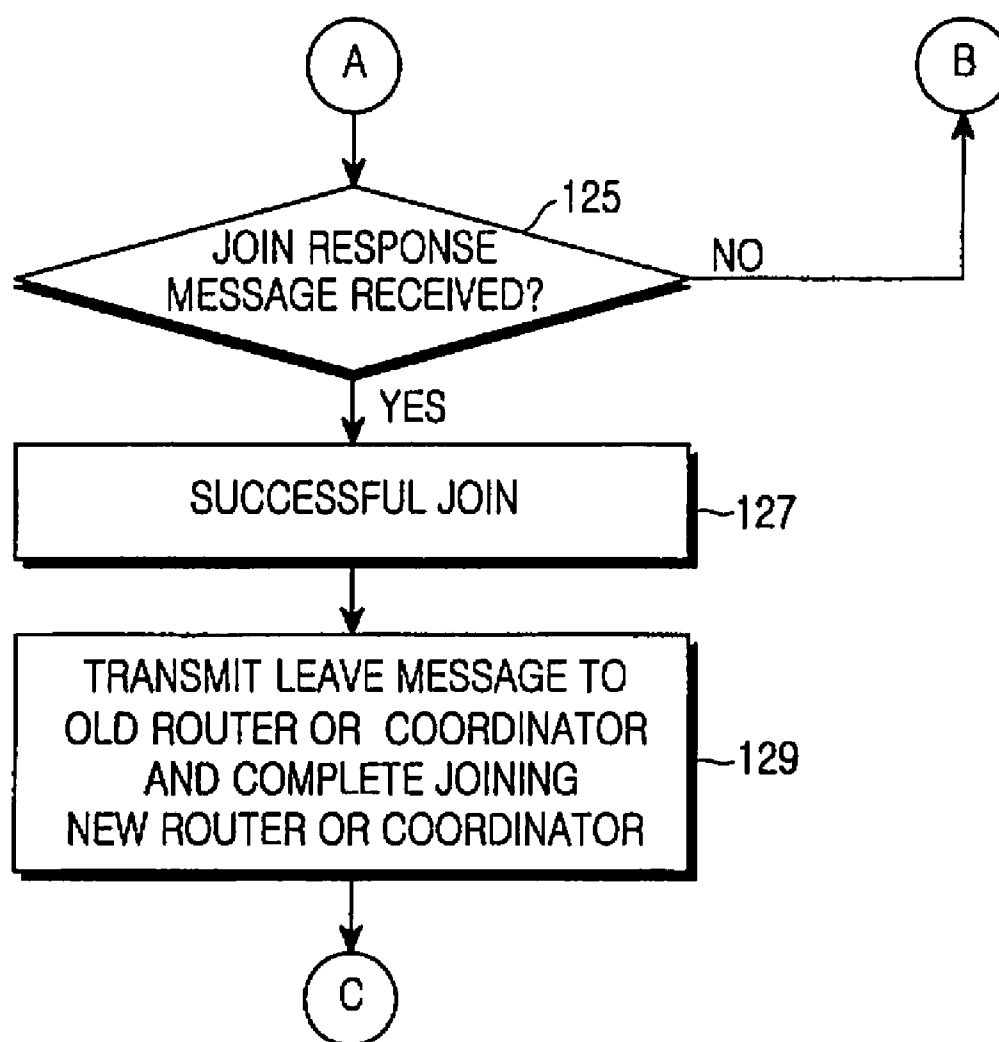 A
B
125
JOIN RESPONSE
MESSAGE RECEIVED?
NO
YES
SUCCESSFUL JOIN
127
TRANSMIT LEAVE MESSAGE TO
OLD ROUTER OR COORDINATOR
AND COMPLETE JOINING
NEW ROUTER OR COORDINATOR
129
C